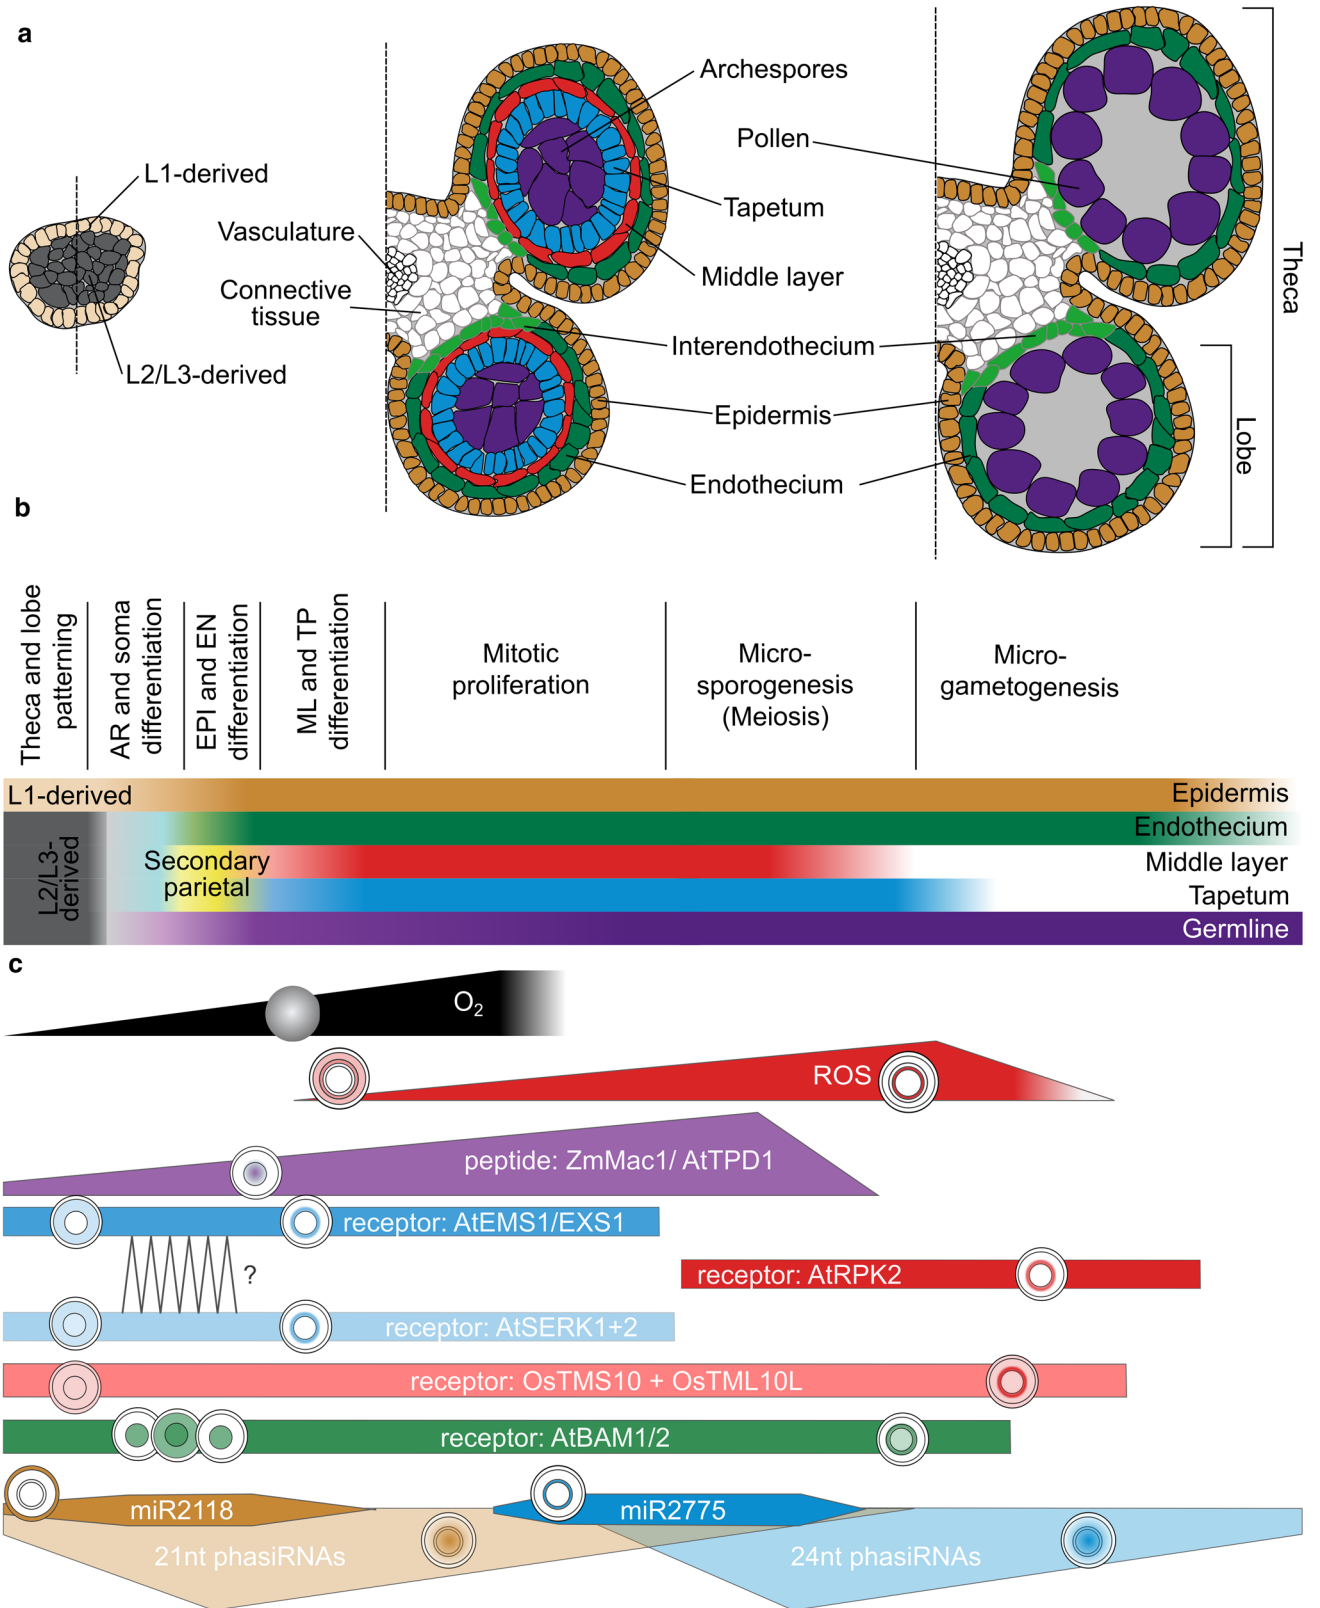 a
L1-derived
L2/L3-derived
Vasculature
Connective
tissue
Archespores
Pollen
Tapetum
Middle layer
Interendothecium
Epidermis
Endothecium
Theca
Lobe
b
Theca and lobe
patterning
AR and soma
differentiation
EPI and EN
differentiation
ML and TP
differentiation
Mitotic
proliferation
Micro-
sporogenesis
(Meiosis)
Micro-
gametogenesis
L1-derived
Epidermis
L2/L3-
derived
Endothecium
Secondary
parietal
Middle layer
Tapetum
Germline
c
O2
ROS
peptide: ZmMac1/ AtTPD1
receptor: AtEMS1/EXS1
?
receptor: AtRPK2
receptor: AtSERK1+2
receptor: OsTMS10 + OsTML10L
receptor: AtBAM1/2
miR2118
miR2775
21nt phasiRNAs
24nt phasiRNAs